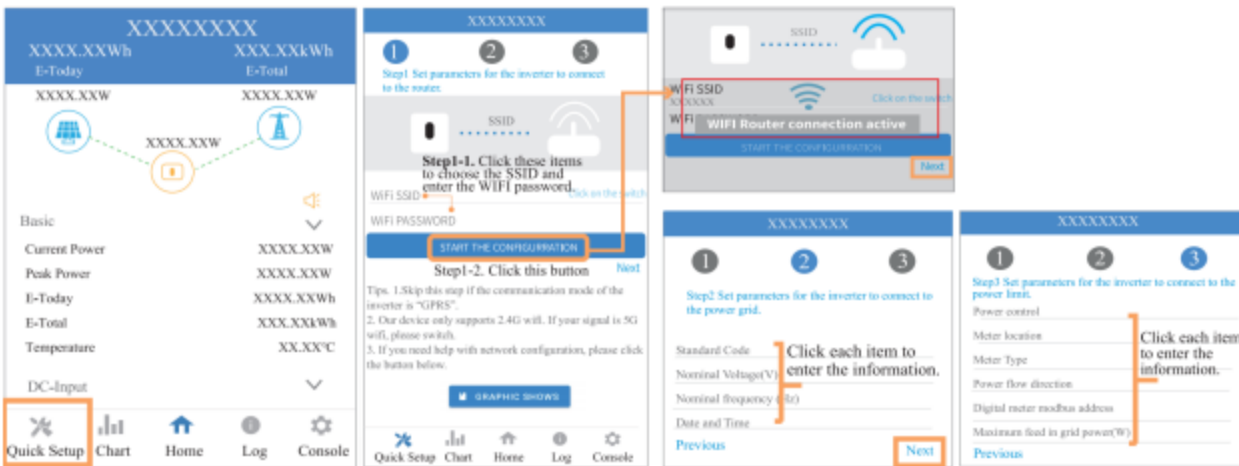 XXXXXXXX
XXXX.XXWh XXX.XXkWh
E-Today E-Total
XXXX.XXW XXXX.XXW
XXXX.XXW
Basic
Current Power XXXX.XXW
Peak Power XXXX.XXW
E-Today XXXX.XXWh
E-Total XXX.XXkWh
Temperature XX.XX°C
DC-Input
Quick Setup Chart Home Log Console
XXXXXXXX
1 2 3
Step1 Set parameters for the inverter to connect
to the router.
SSID
Step1-1. Click these items
to choose the SSID and
enter the WIFI password.
WiFi SSID Click on the switch
WiFi PASSWORD
START THE CONFIGURRATION
Step1-2. Click this button Next
Tips. 1.Skip this step if the communication mode of the
inverter is "GPRS".
2. Our device only supports 2.4G wifi. If your signal is 5G
wifi, please switch.
3. If you need help with network configuration, please click
the button below.
GRAPHIC SHOWS
Quick Setup Chart Home Log Console
SSID
WiFi SSID
XXXXXX Click on the switch
WiFi
WIFI Router connection active
START THE CONFIGURRATION
Next
XXXXXXXX
1 2 3
Step2 Set parameters for the inverter to connect to
the power grid.
Standard Code
Nominal Voltage(V)
Nominal frequency (Hz)
Date and Time
Click each item to
enter the information.
Previous Next
XXXXXXXX
1 2 3
Step3 Set parameters for the inverter to connect to the
power limit.
Power control
Meter location
Meter Type
Power flow direction
Digital meter modbus address
Maximum feed in grid power(W)
Click each item
to enter the
information.
Previous